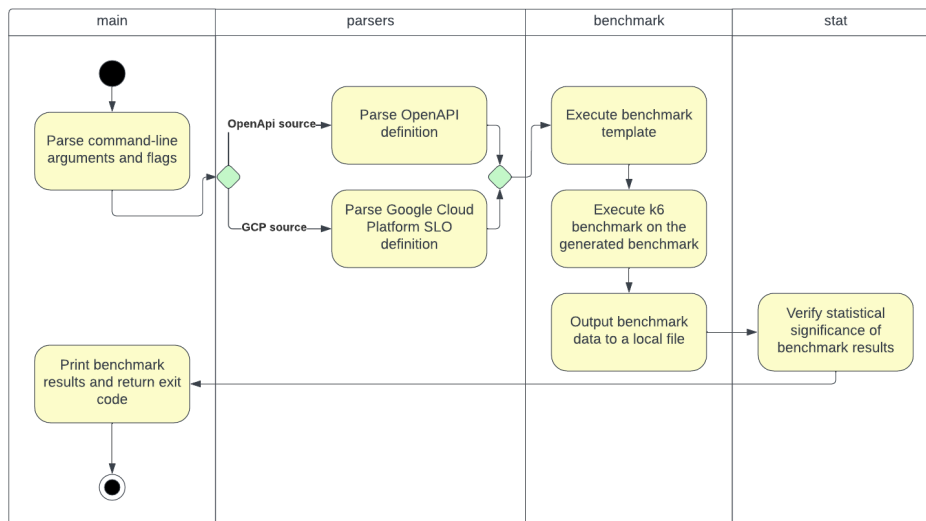 main
parsers
benchmark
stat
Parse command-line
arguments and flags
OpenApi source
Parse OpenAPI
definition
GCP source
Parse Google Cloud
Platform SLO
definition
Execute benchmark
template
Execute k6
benchmark on the
generated benchmark
Output benchmark
data to a local file
Verify statistical
significance of
benchmark results
Print benchmark
results and return exit
code